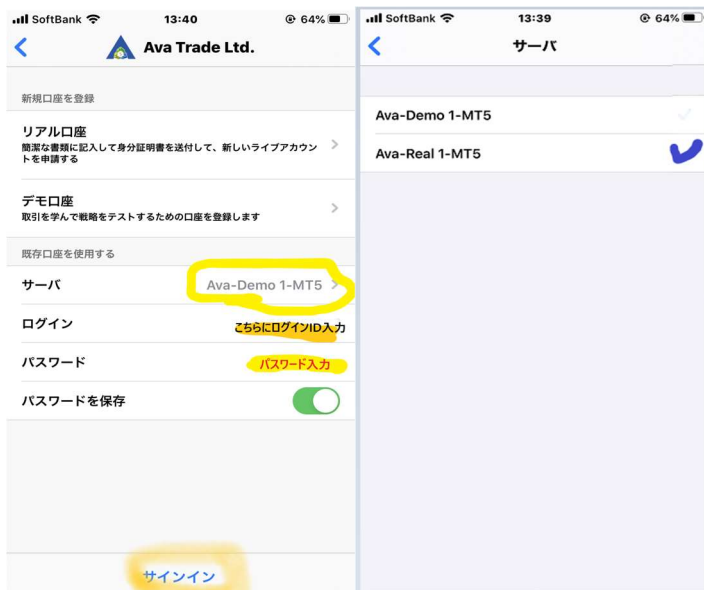 SoftBank 13:40 64%
Ava Trade Ltd.
新規口座を登録
リアル口座
簡潔な書類に記入して身分証明書を送付して、新しいライブアカウン
トを申請する
デモ口座
取引を学んで戦略をテストするための口座を登録します
既存口座を使用する
サーバ Ava-Demo 1-MT5
ログイン こちらにログインID入力
パスワード パスワード入力
パスワードを保存
サインイン
SoftBank 13:39 64%
サーバ
Ava-Demo 1-MT5
Ava-Real 1-MT5